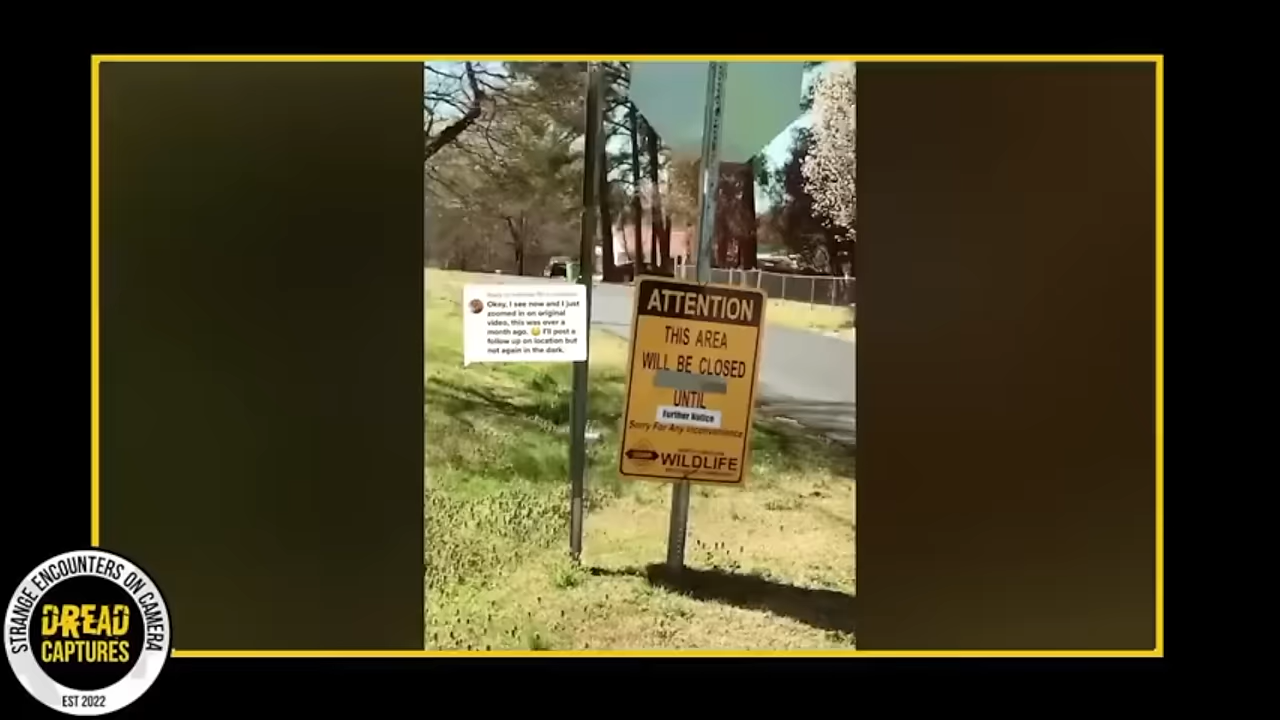 Okay, I see now and I just
zoomed in on original
video, this was over a
month ago. 😳 I'll post a
follow up on location but
not again in the dark.
ATTENTION
THIS AREA
WILL BE CLOSED
UNTIL
Further Notice
Sorry For Any Inconvenience
WILDLIFE
STRANGE ENCOUNTERS ON CAMERA
DREAD
CAPTURES
EST 2022